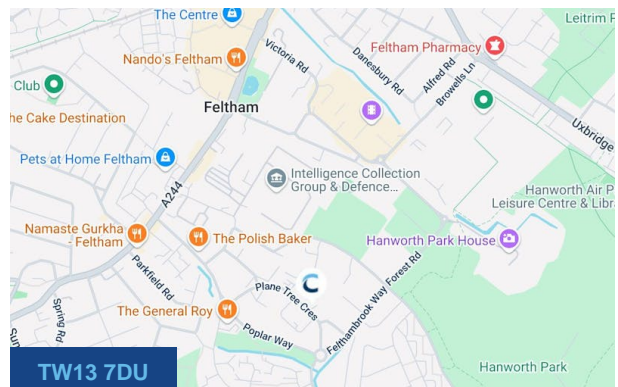 The Centre
Leitrim P
Nando's Feltham
Victoria Rd
Danesbury Rd
Feltham Pharmacy
Alfred Rd
Browells Ln
Club
Feltham
he Cake Destination
Uxbridge
Pets at Home Feltham
Intelligence Collection
Group & Defence...
A244
Hanworth Air P
Leisure Centre & Libra
Namaste Gurkha
- Feltham
The Polish Baker
Hanworth Park House
Parkfield Rd
Felthambrook Way Forest Rd
Plane Tree Cres
The General Roy
Spring Rd
Poplar Way
Sun
Hanworth Park
TW13 7DU